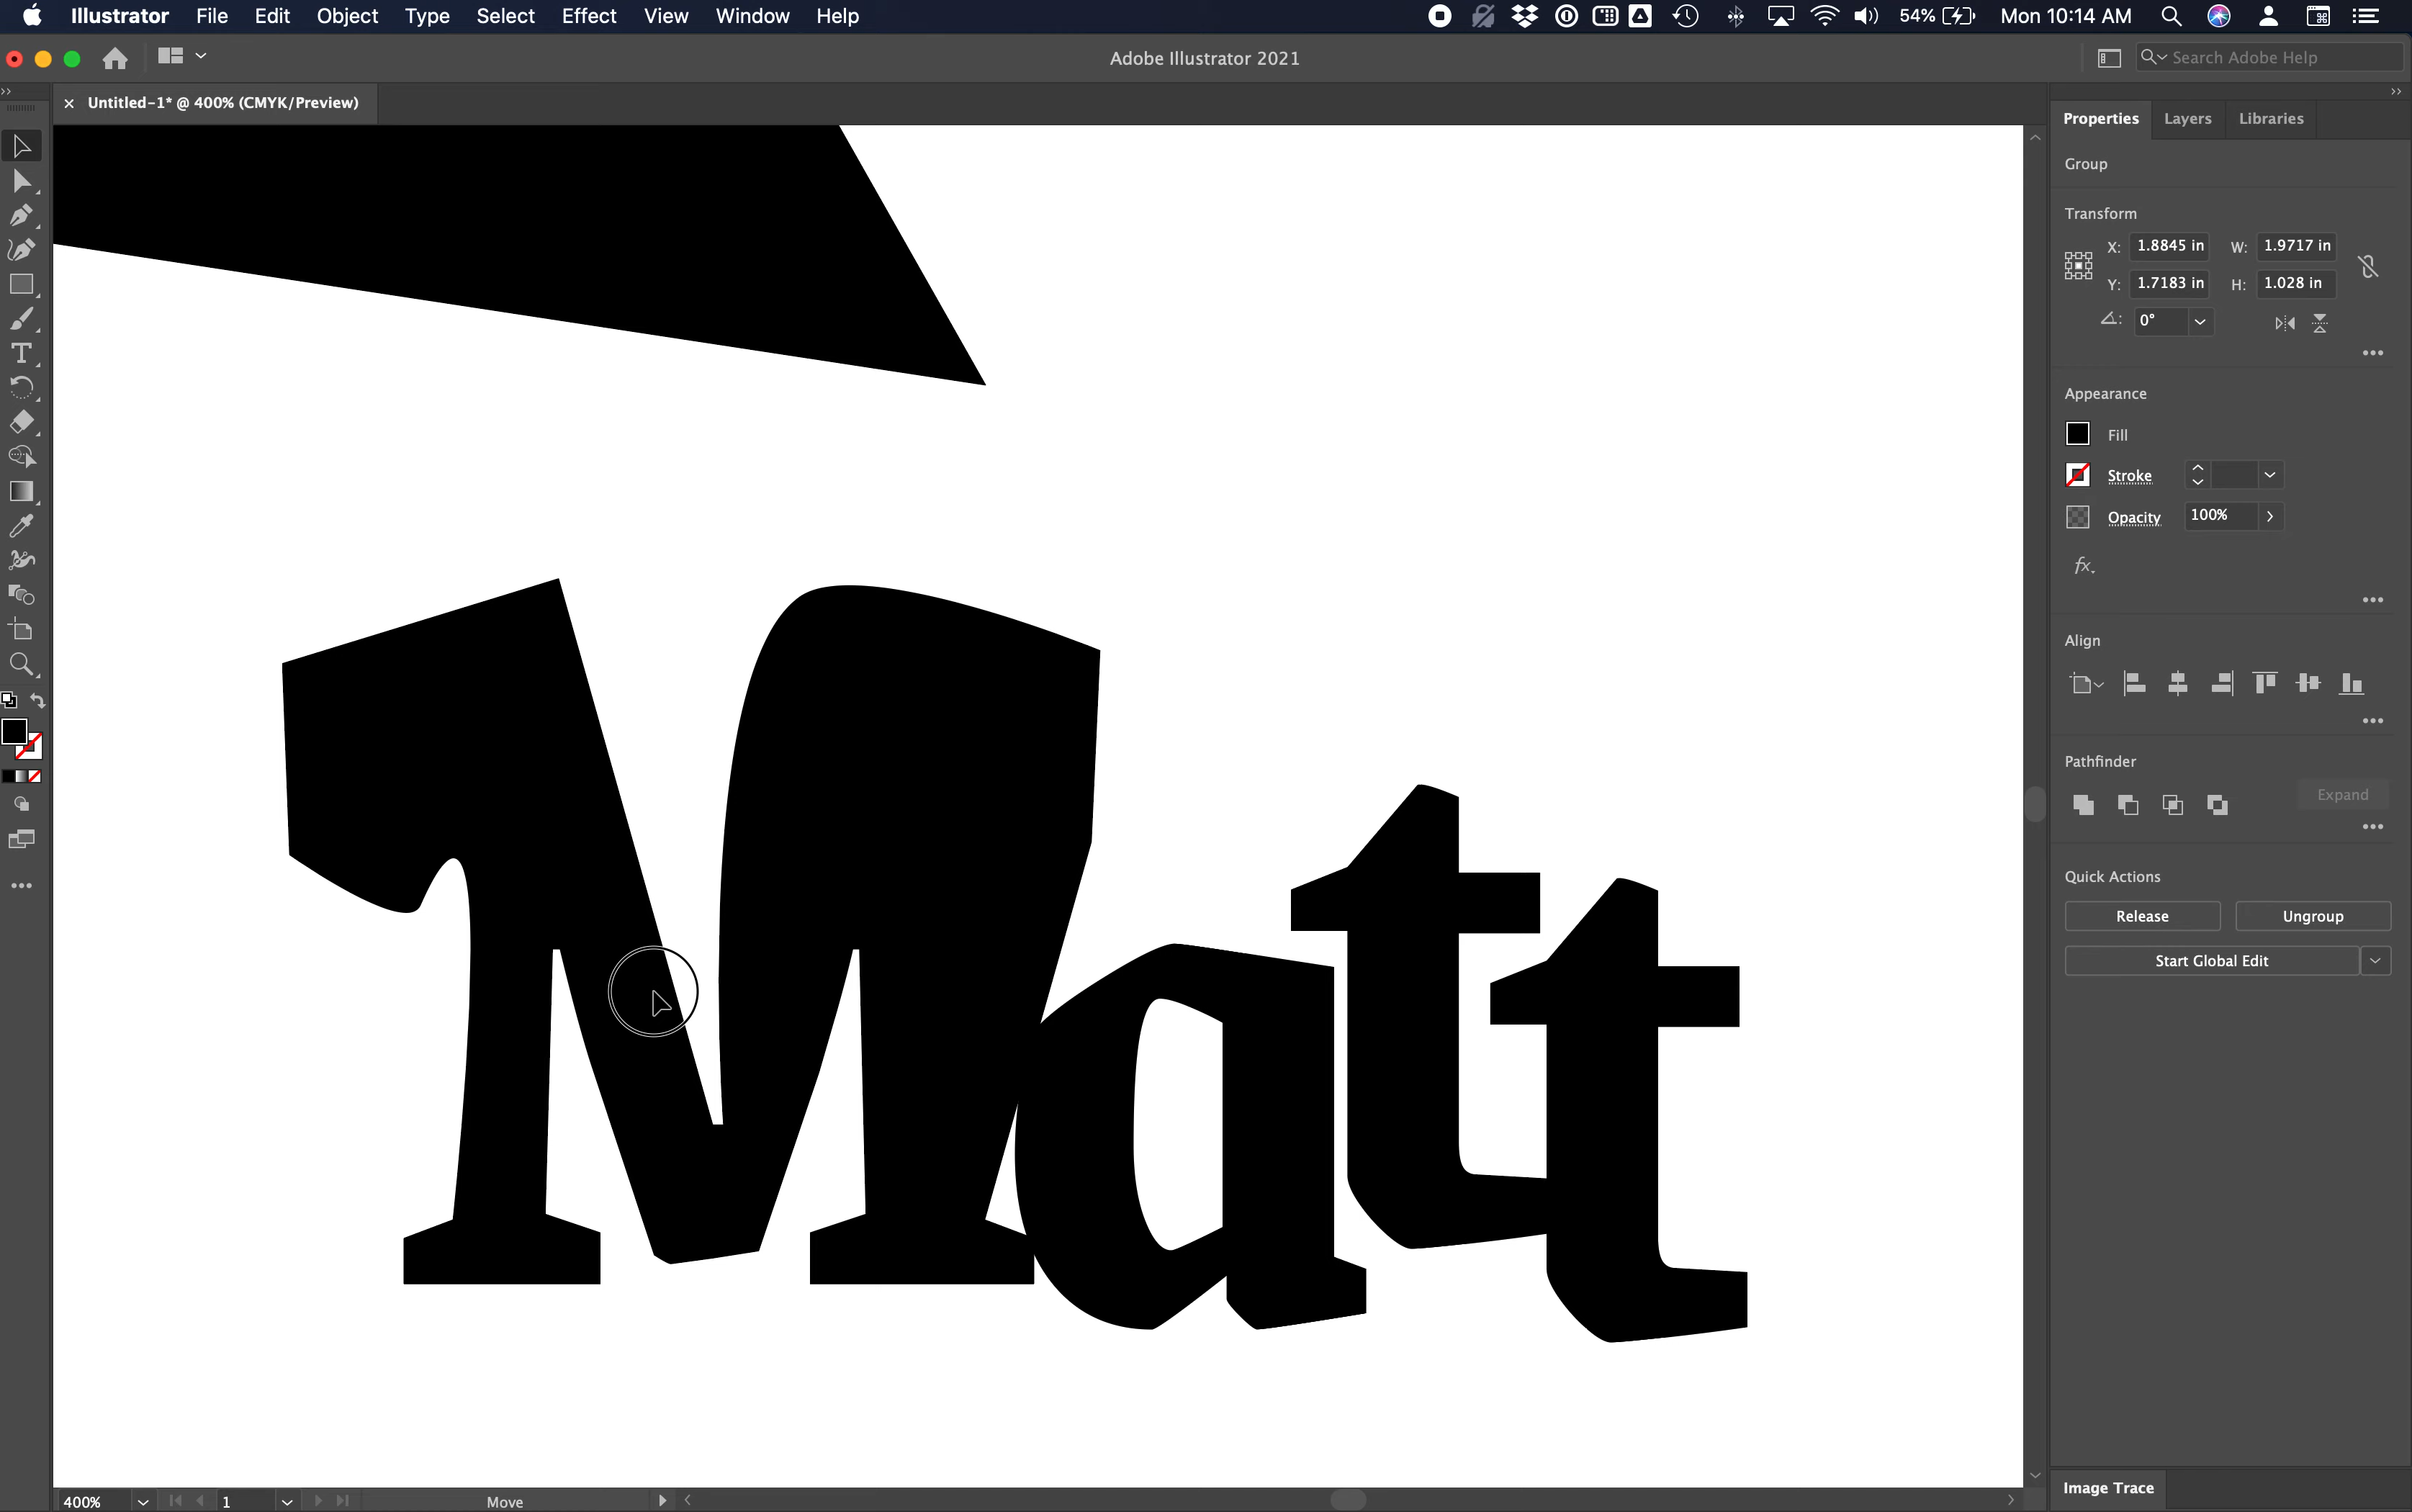 Illustrator File Edit Object Type Select Effect View Window Help 54% Mon 10:14 AM
Adobe Illustrator 2021
Search Adobe Help
Untitled-1* @ 400% (CMYK/Preview)
Properties Layers Libraries
Group
Transform
X: 1.8845 in W: 1.9717 in
Y: 1.7183 in H: 1.028 in
0°
Appearance
Fill
Stroke
Opacity 100%
fx.
Align
Pathfinder
Expand
Quick Actions
Release Ungroup
Start Global Edit
Matt
400% 1 Move
Image Trace